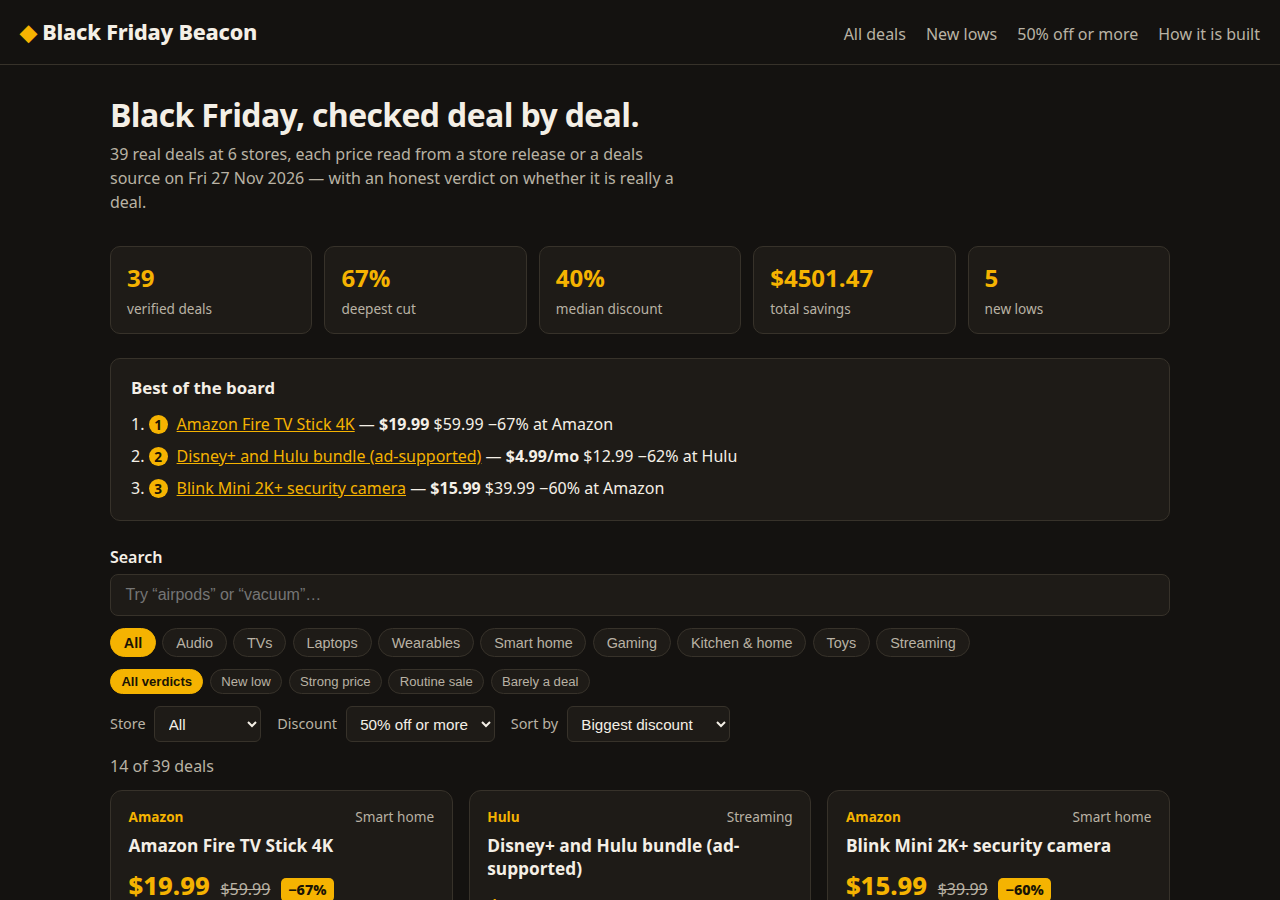 Black Friday Beacon
All deals New lows 50% off or more How it is built
Black Friday, checked deal by deal.
39 real deals at 6 stores, each price read from a store release or a deals
source on Fri 27 Nov 2026 — with an honest verdict on whether it is really a
deal.
39
verified deals
67%
deepest cut
40%
median discount
$4501.47
total savings
5
new lows
Best of the board
1. 1 Amazon Fire TV Stick 4K — $19.99 $59.99 −67% at Amazon
2. 2 Disney+ and Hulu bundle (ad-supported) — $4.99/mo $12.99 −62% at Hulu
3. 3 Blink Mini 2K+ security camera — $15.99 $39.99 −60% at Amazon
Search
Try “airpods” or “vacuum”…
All Audio TVs Laptops Wearables Smart home Gaming Kitchen & home Toys Streaming
All verdicts New low Strong price Routine sale Barely a deal
Store All Discount 50% off or more Sort by Biggest discount
14 of 39 deals
Amazon Smart home
Amazon Fire TV Stick 4K
$19.99 $59.99 −67%
Hulu Streaming
Disney+ and Hulu bundle (ad-
supported)
Amazon Smart home
Blink Mini 2K+ security camera
$15.99 $39.99 −60%